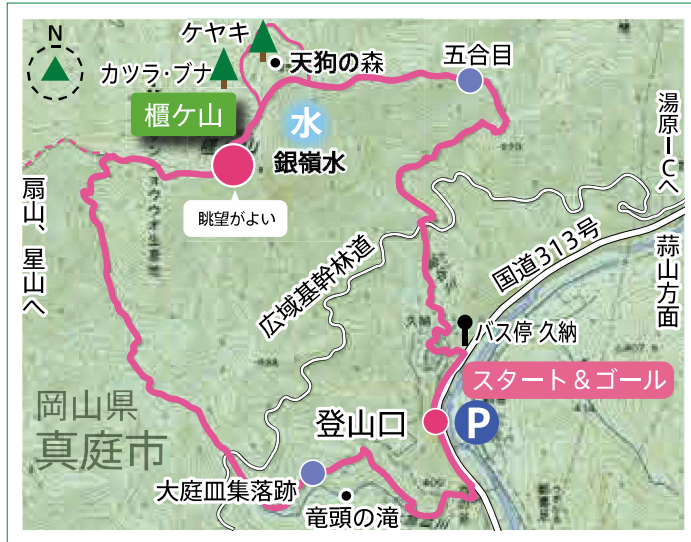 N
ケヤキ
カツラ・ブナ
天狗の森
五合目
櫃ケ山
水
銀嶺水
眺望がよい
湯原ICへ
蒜山方面
扇山、星山へ
広域基幹林道
国道313号
久納
バス停 久納
スタート&ゴール
登山口
P
岡山県
真庭市
大庭皿集落跡
竜頭の滝